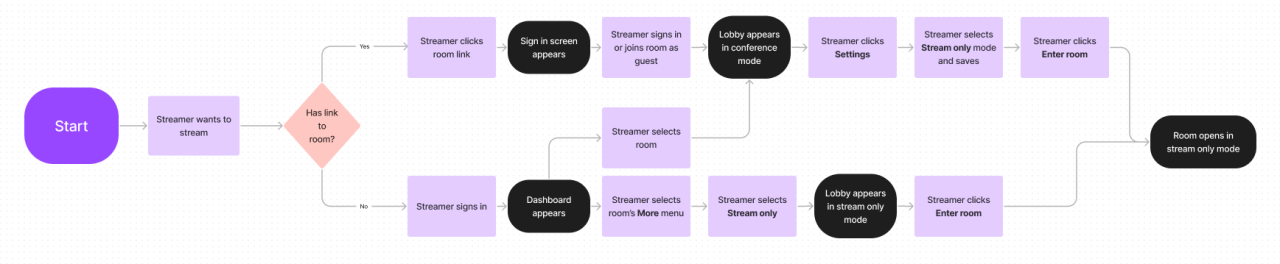 Start
Streamer wants to
stream
Has link
to
room?
Yes
Streamer clicks
room link
Sign in screen
appears
Streamer signs in
or joins room as
guest
Lobby appears
in conference
mode
Streamer clicks
Settings
Streamer selects
Stream only mode
and saves
Streamer clicks
Enter room
Streamer selects
room
No
Streamer signs in
Dashboard
appears
Streamer selects
room's More menu
Streamer selects
Stream only
Lobby appears
in stream only
mode
Streamer clicks
Enter room
Room opens in
stream only mode